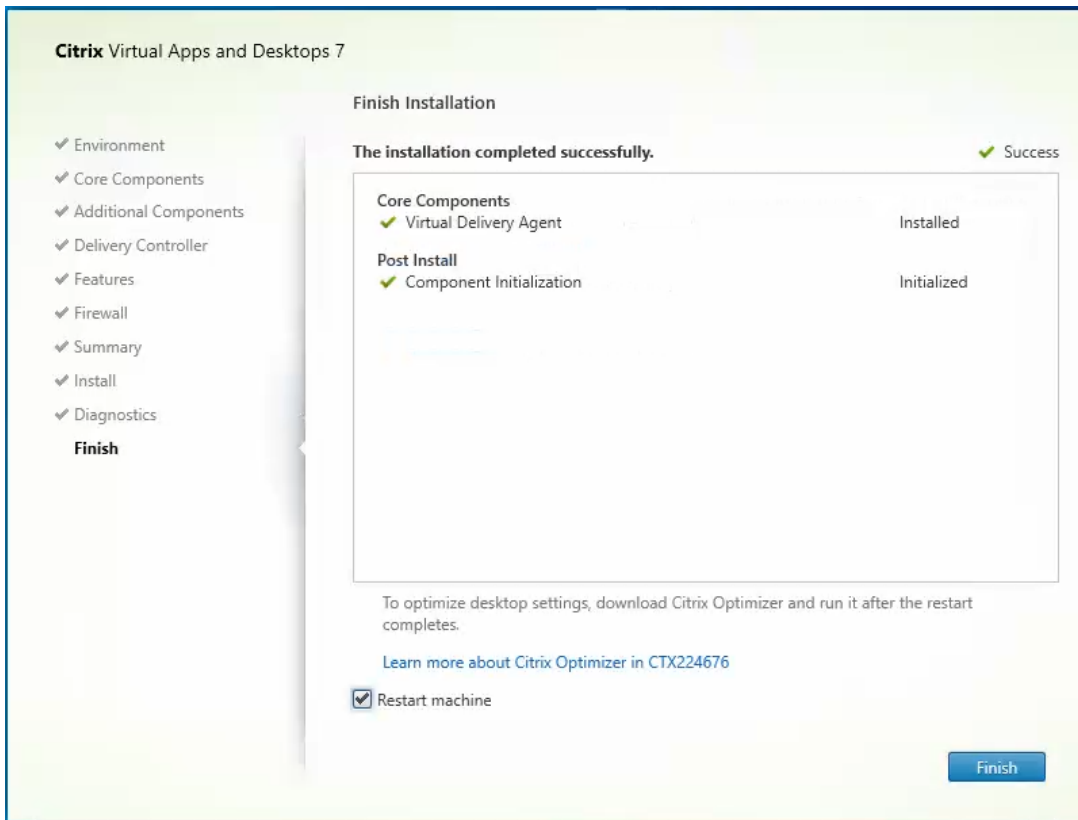 Citrix Virtual Apps and Desktops 7
Environment
Core Components
Additional Components
Delivery Controller
Features
Firewall
Summary
Install
Diagnostics
Finish
Finish Installation
The installation completed successfully. Success
Core Components
Virtual Delivery Agent Installed
Post Install
Component Initialization Initialized
To optimize desktop settings, download Citrix Optimizer and run it after the restart
completes.
Learn more about Citrix Optimizer in CTX224676
Restart machine
Finish